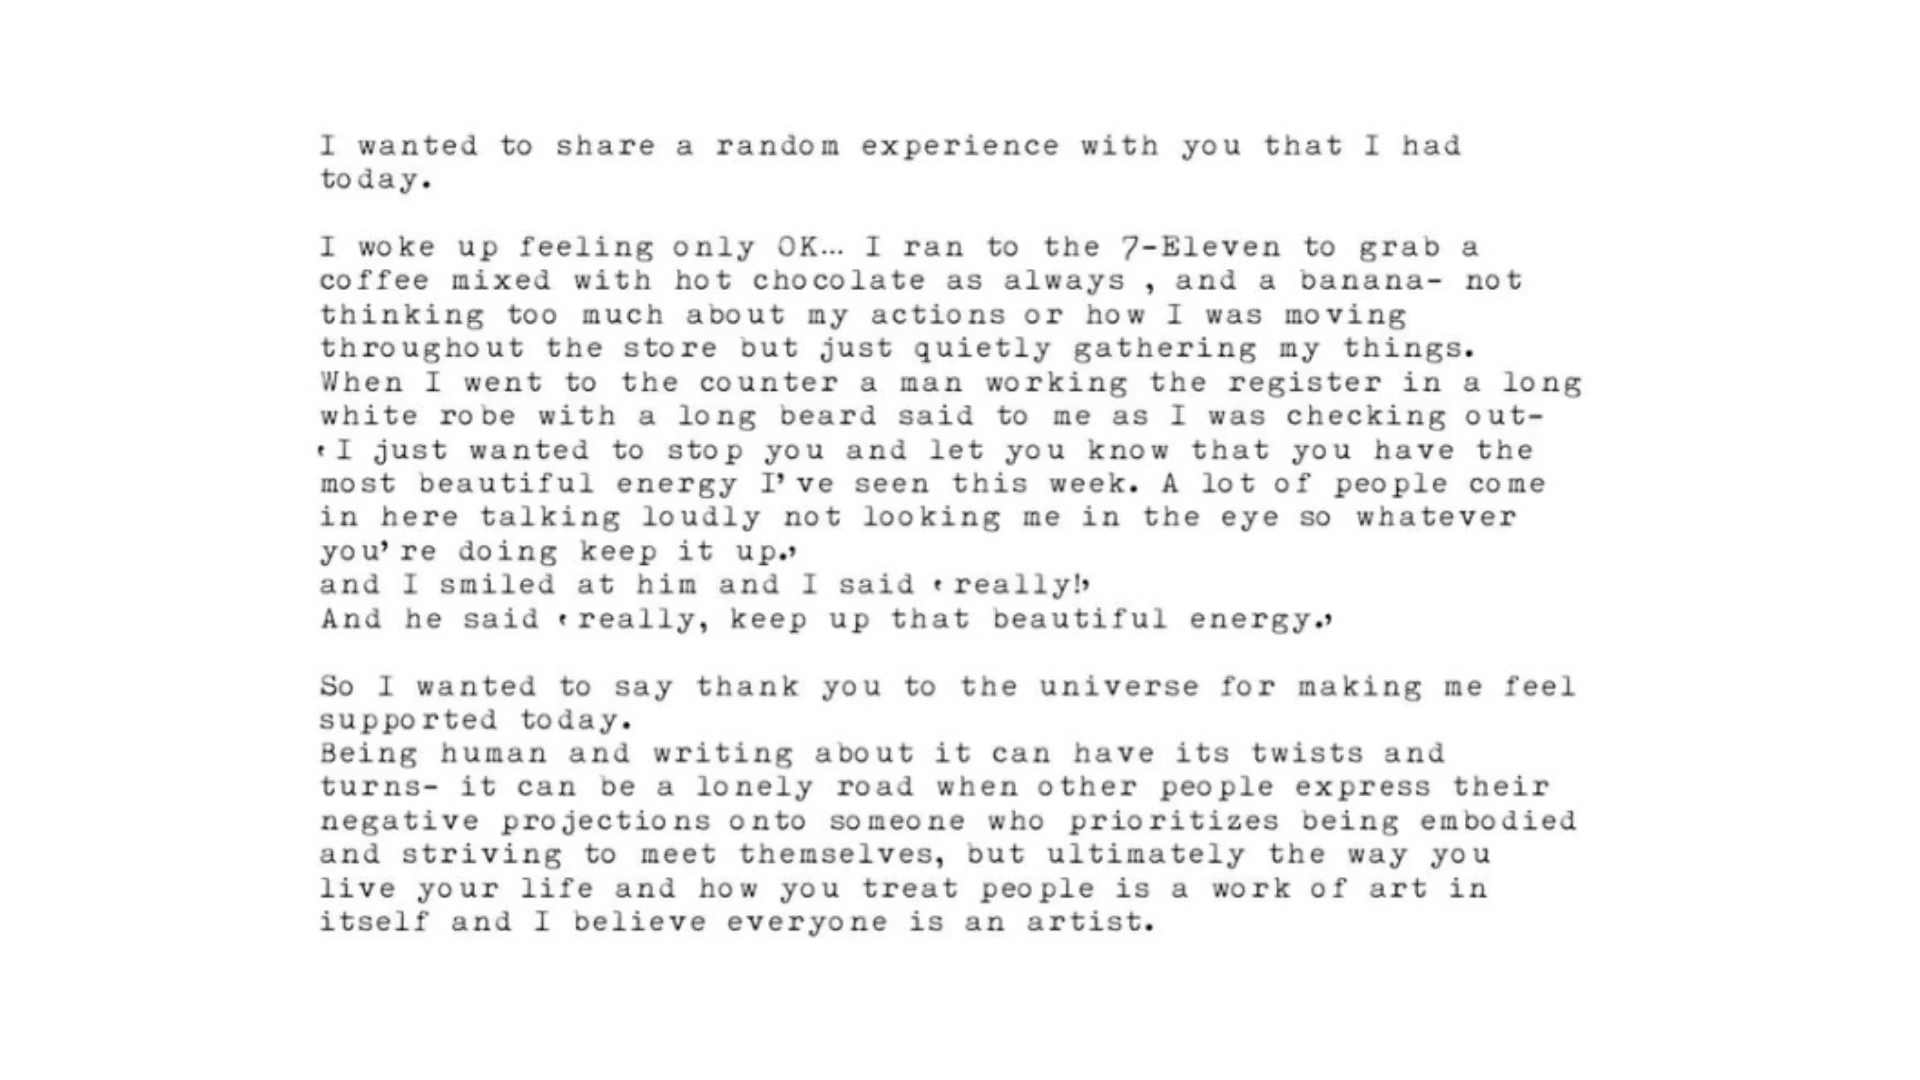 I wanted to share a random experience with you that I had
today.
I woke up feeling only OK… I ran to the 7-Eleven to grab a
coffee mixed with hot chocolate as always , and a banana- not
thinking too much about my actions or how I was moving
throughout the store but just quietly gathering my things.
When I went to the counter a man working the register in a long
white robe with a long beard said to me as I was checking out-
‘I just wanted to stop you and let you know that you have the
most beautiful energy I’ve seen this week. A lot of people come
in here talking loudly not looking me in the eye so whatever
you’re doing keep it up.’
and I smiled at him and I said ‘really!’
And he said ‘really, keep up that beautiful energy.’
So I wanted to say thank you to the universe for making me feel
supported today.
Being human and writing about it can have its twists and
turns- it can be a lonely road when other people express their
negative projections onto someone who prioritizes being embodied
and striving to meet themselves, but ultimately the way you
live your life and how you treat people is a work of art in
itself and I believe everyone is an artist.